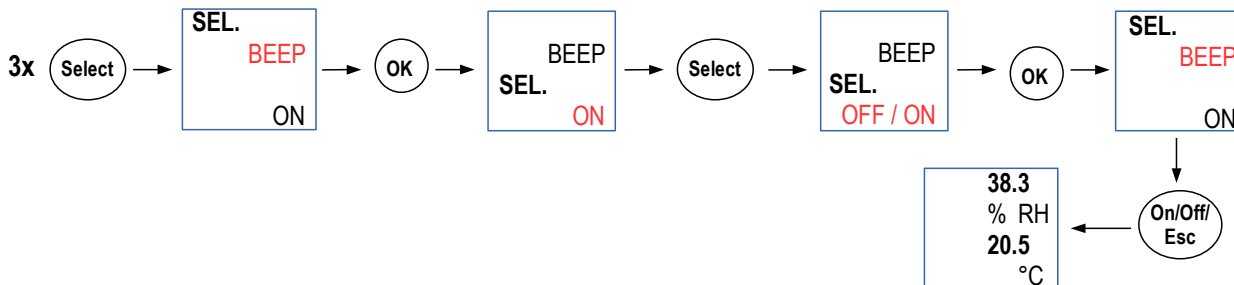 3x
Select
SEL.
BEEP
ON
OK
BEEP
SEL.
ON
Select
BEEP
SEL.
OFF / ON
OK
SEL.
BEEP
ON
On/Off/
Esc
38.3
% RH
20.5
°C